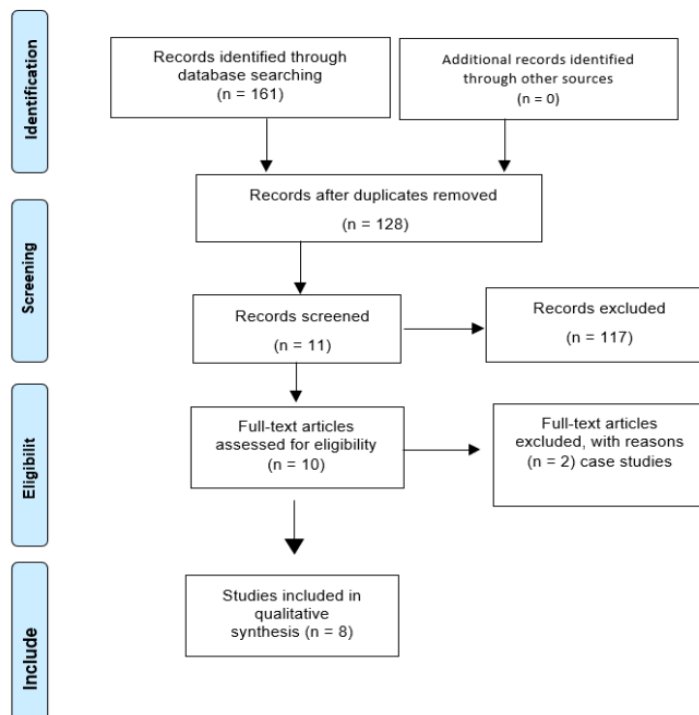 Identification
Records identified through
database searching
(n = 161)
Additional records identified
through other sources
(n = 0)
Records after duplicates removed
(n = 128)
Screening
Records screened
(n = 11)
Records excluded
(n = 117)
Eligibilit
Full-text articles
assessed for eligibility
(n = 10)
Full-text articles
excluded, with reasons
(n = 2) case studies
Include
Studies included in
qualitative
synthesis (n = 8)